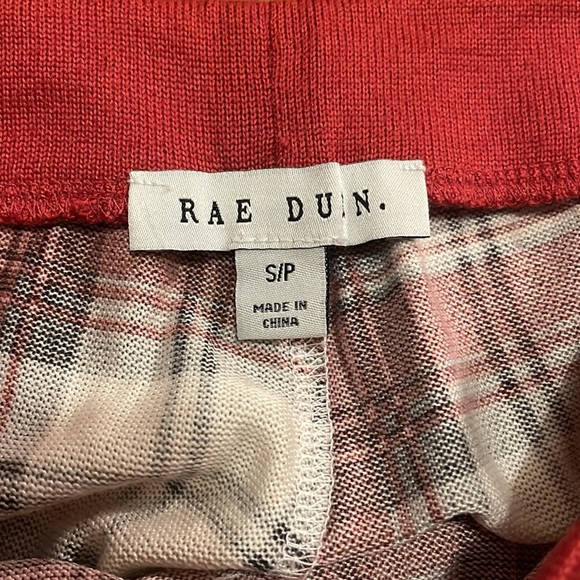 RAE DUNN.
S/P
MADE IN
CHINA